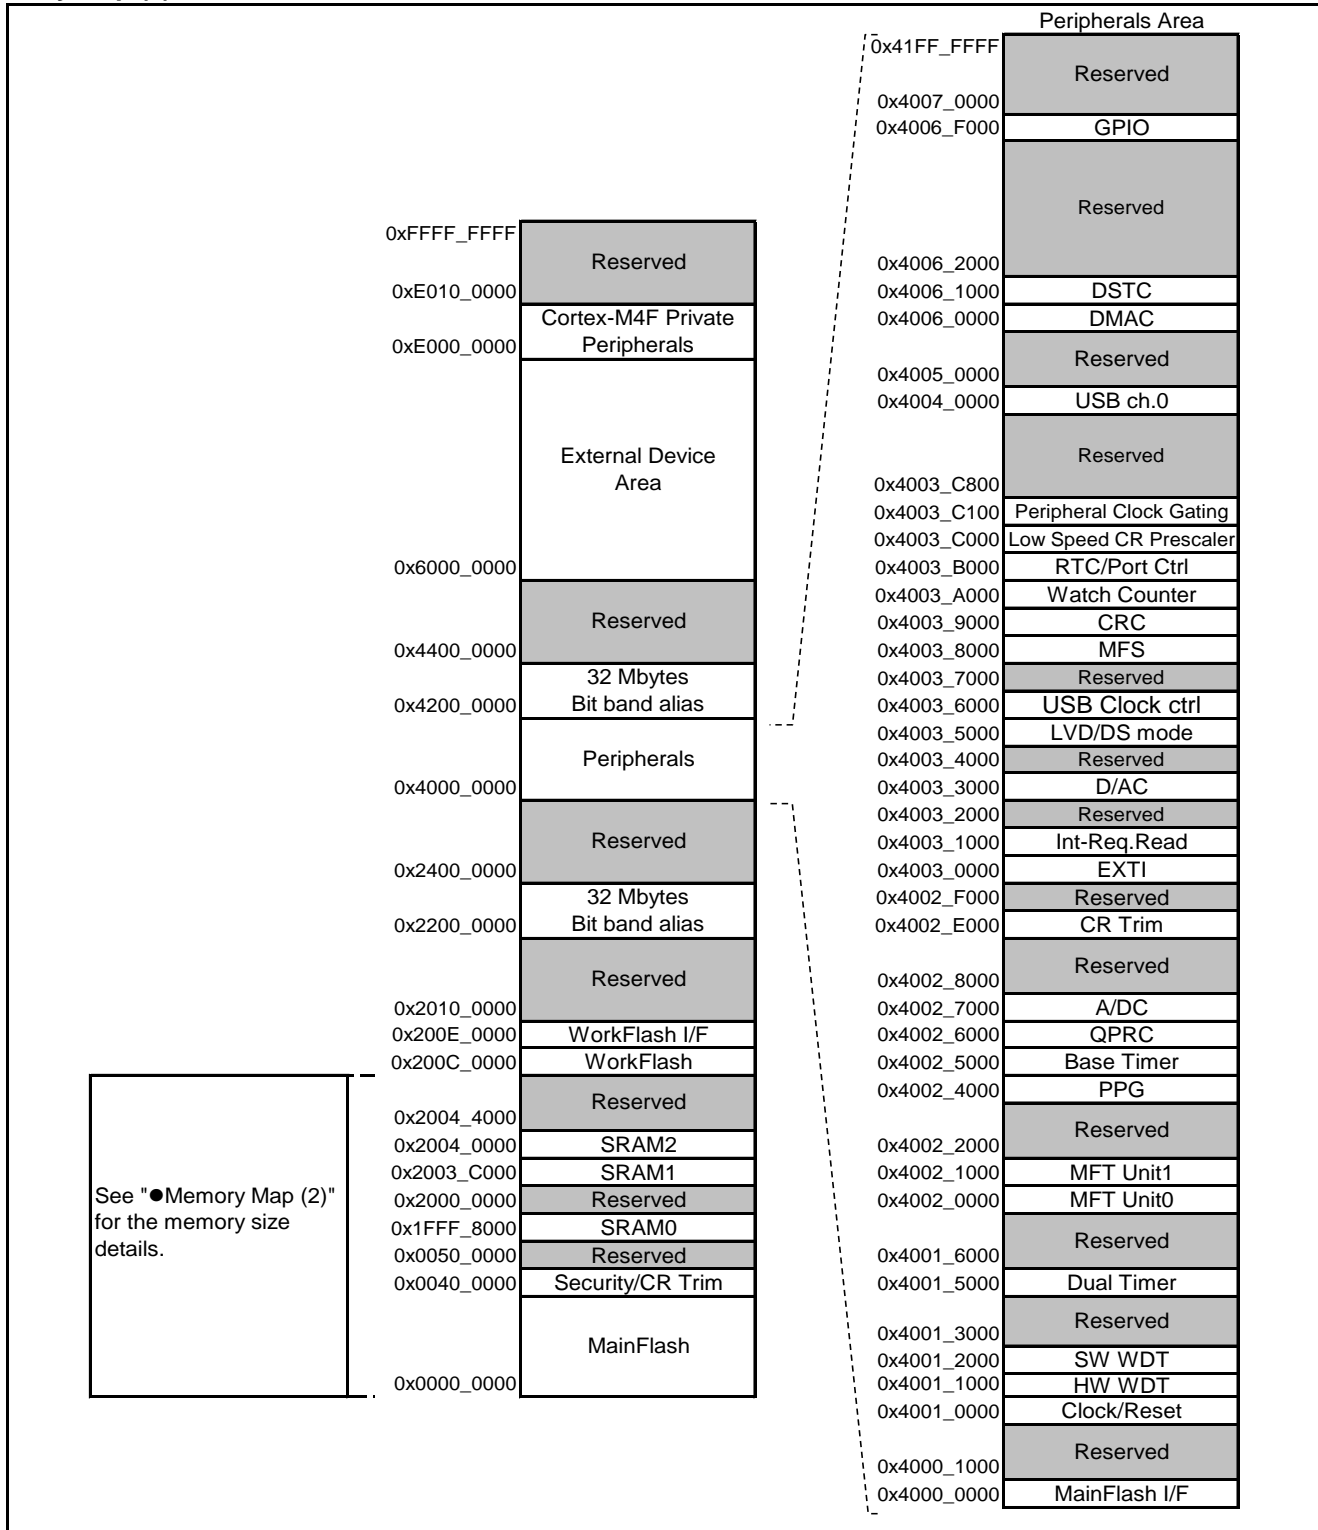 Peripherals Area
0x41FF_FFFF
Reserved
0x4007_0000
0x4006_F000 GPIO
Reserved
0x4006_2000
0x4006_1000 DSTC
0x4006_0000 DMAC
Reserved
0x4005_0000
0x4004_0000 USB ch.0
Reserved
0x4003_C800
0x4003_C100 Peripheral Clock Gating
0x4003_C000 Low Speed CR Prescaler
0x4003_B000 RTC/Port Ctrl
0x4003_A000 Watch Counter
0x4003_9000 CRC
0x4003_8000 MFS
0x4003_7000 Reserved
0x4003_6000 USB Clock ctrl
0x4003_5000 LVD/DS mode
0x4003_4000 Reserved
0x4003_3000 D/AC
0x4003_2000 Reserved
0x4003_1000 Int-Req.Read
0x4003_0000 EXTI
0x4002_F000 Reserved
0x4002_E000 CR Trim
Reserved
0x4002_8000
0x4002_7000 A/DC
0x4002_6000 QPRC
0x4002_5000 Base Timer
0x4002_4000 PPG
Reserved
0x4002_2000
0x4002_1000 MFT Unit1
0x4002_0000 MFT Unit0
Reserved
0x4001_6000
0x4001_5000 Dual Timer
Reserved
0x4001_3000
0x4001_2000 SW WDT
0x4001_1000 HW WDT
0x4001_0000 Clock/Reset
Reserved
0x4000_1000
0x4000_0000 MainFlash I/F
0xFFFF_FFFF
Reserved
0xE010_0000
Cortex-M4F Private
0xE000_0000 Peripherals
External Device
Area
0x6000_0000
Reserved
0x4400_0000
32 Mbytes
0x4200_0000 Bit band alias
Peripherals
0x4000_0000
Reserved
0x2400_0000
32 Mbytes
0x2200_0000 Bit band alias
Reserved
0x2010_0000
0x200E_0000 WorkFlash I/F
0x200C_0000 WorkFlash
Reserved
0x2004_4000
0x2004_0000 SRAM2
0x2003_C000 SRAM1
0x2000_0000 Reserved
0x1FFF_8000 SRAM0
0x0050_0000 Reserved
0x0040_0000 Security/CR Trim
MainFlash
0x0000_0000
See "●Memory Map (2)"
for the memory size
details.